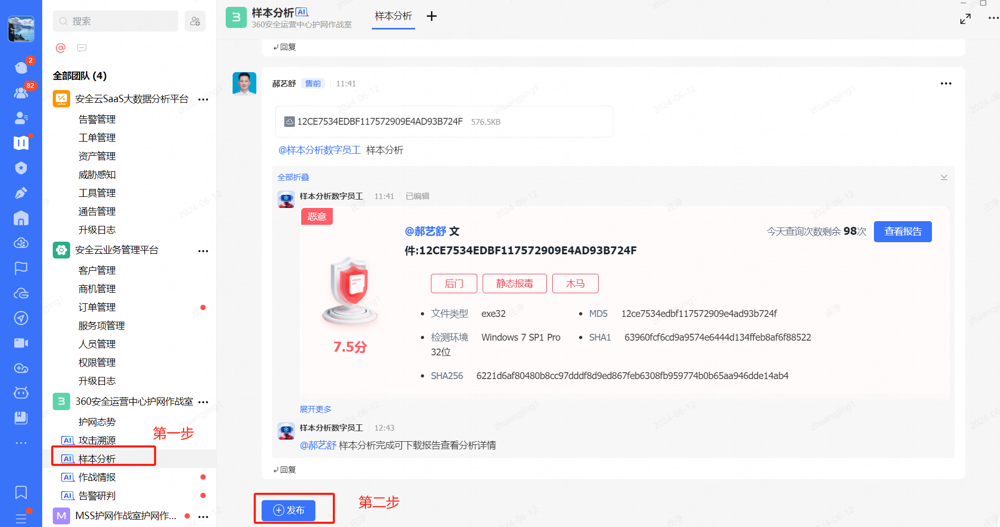 搜索
2
82
全部团队 (4)
安全云SaaS大数据分析平台
告警管理
工单管理
资产管理
威胁感知
工具管理
通告管理
升级日志
安全云业务管理平台
客户管理
商机管理
订单管理
服务项管理
人员管理
权限管理
升级日志
3 360安全运营中心护网作战室
护网态势
第一步
AI 攻击溯源
AI 样本分析
AI 作战情报
AI 告警研判
M MSS护网作战室护网作...
3 样本分析 AI
360安全运营中心护网作战室
样本分析
回复
郝艺舒 售前 11:41
12CE7534EDBF117572909E4AD93B724F 576.5KB
@样本分析数字员工 样本分析
全部折叠
样本分析数字员工 11:41 已编辑
恶意
@郝艺舒 文
件:12CE7534EDBF117572909E4AD93B724F
今天查询次数剩余 98次 查看报告
后门 静态报毒 木马
7.5分
文件类型 exe32 MD5 12ce7534edbf117572909e4ad93b724f
检测环境 Windows 7 SP1 Pro SHA1 63960fcf6cd9a9574e6444d134ffeb8af6f88522
32位
SHA256 6221d6af80480b8cc97dddf8d9ed867feb6308fb959774b0b65aa946dde14ab4
展开更多
样本分析数字员工 12:43
@郝艺舒 样本分析完成可下载报告查看分析详情
回复
发布
第二步
2024-06-12
zhuangjing1
庄净